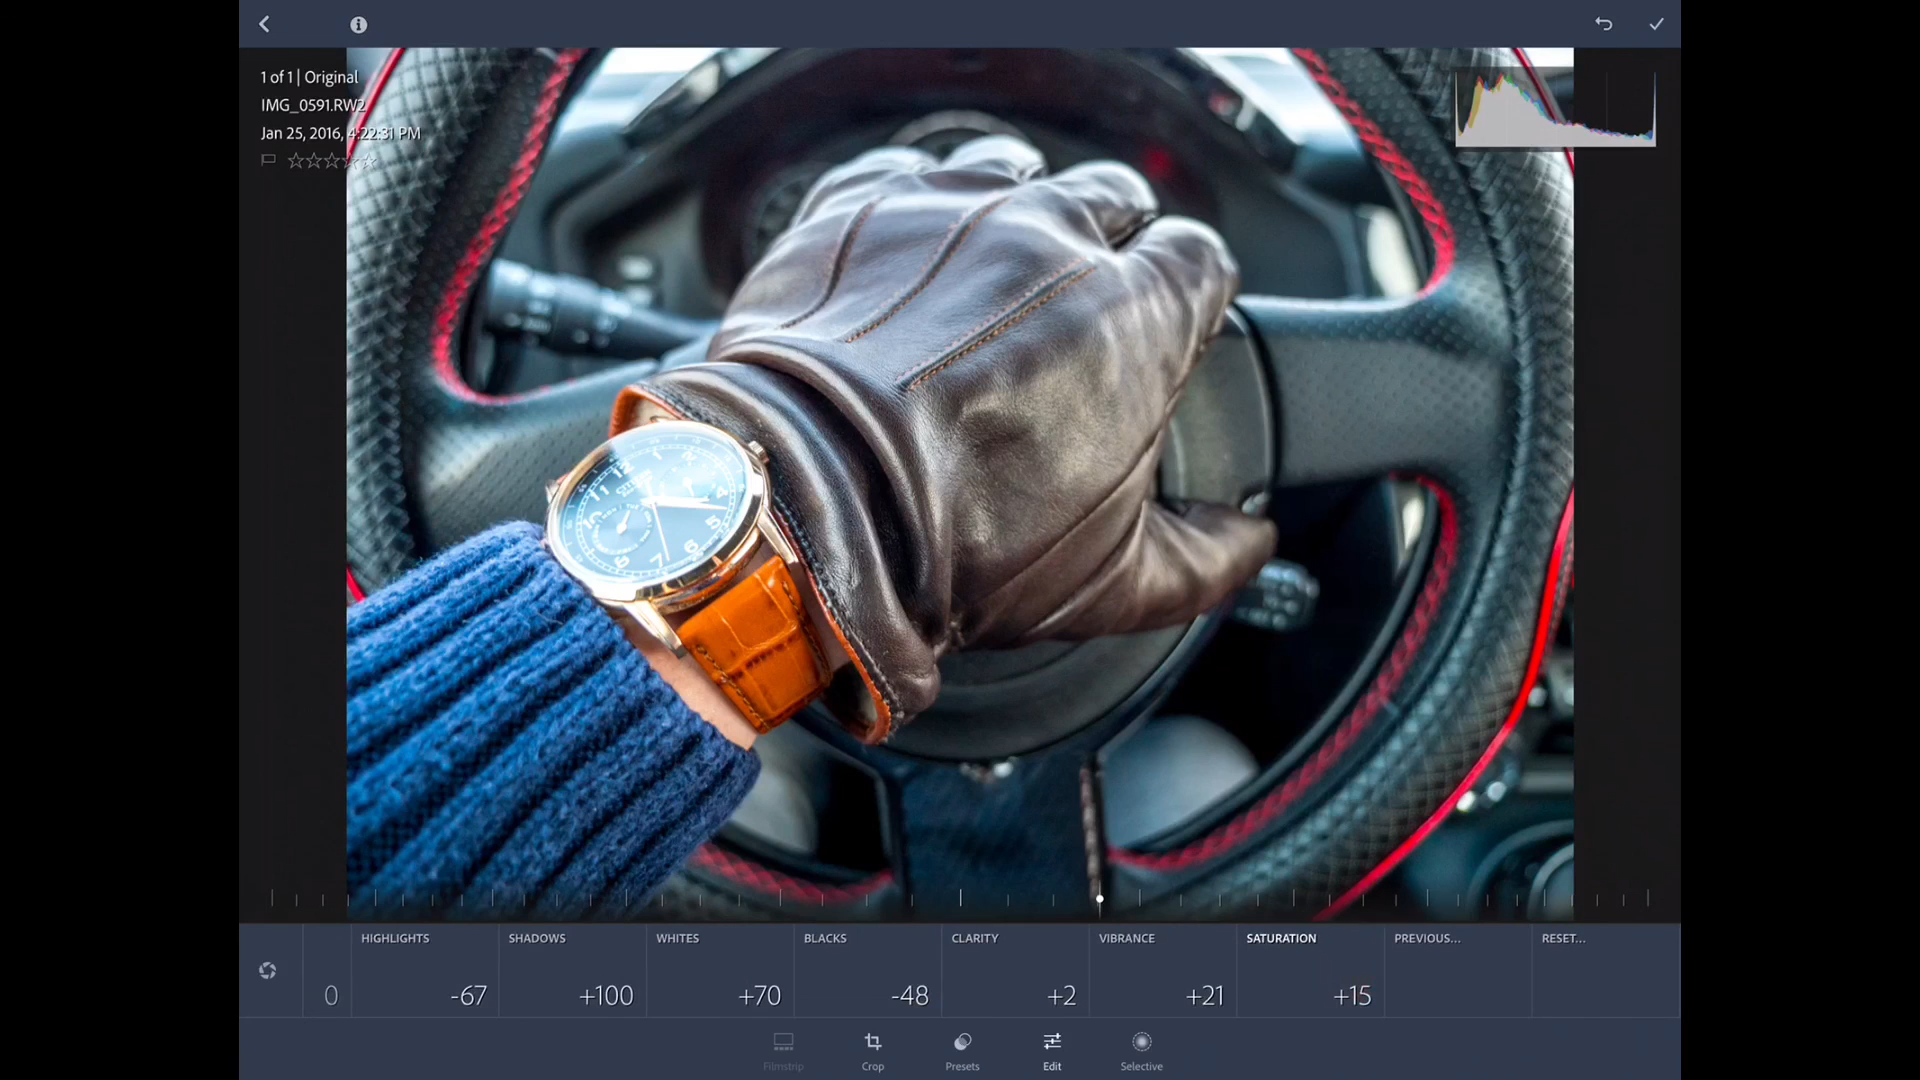 1 of 1 | Original
IMG_0591.RW2
Jan 25, 2016, 4:22:31 PM
CITIZEN
HIGHLIGHTS
SHADOWS
WHITES
BLACKS
CLARITY
VIBRANCE
SATURATION
PREVIOUS...
RESET...
0
-67
+100
+70
-48
+2
+21
+15
Filmstrip
Crop
Presets
Edit
Selective